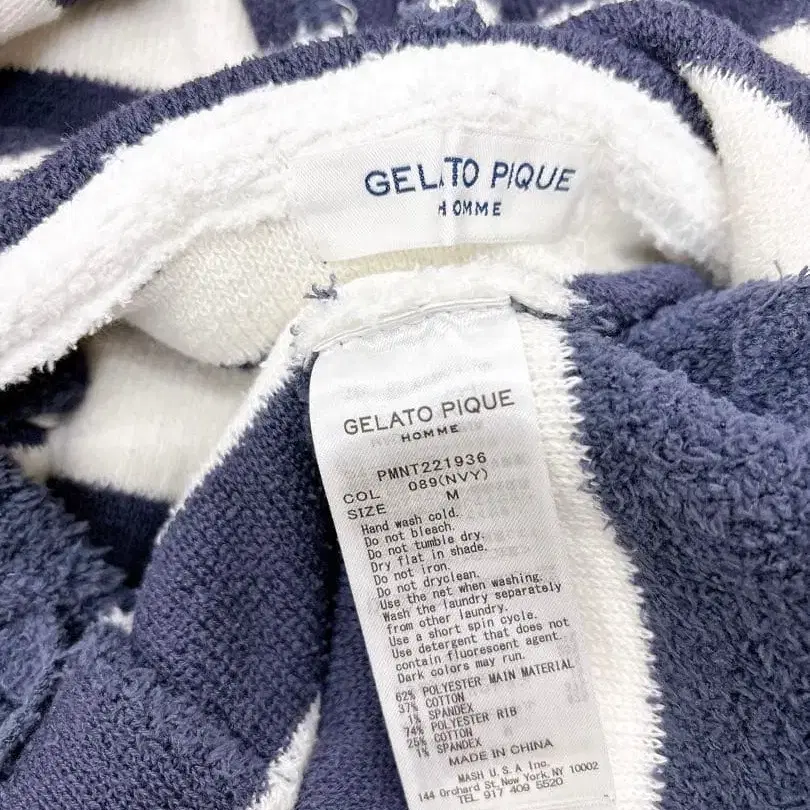 GELATO PIQUE
HOMME
GELATO PIQUE
HOMME
PMNT221936
COL 089(NVY)
SIZE M
Hand wash cold.
Do not bleach.
Do not tumble dry.
Dry flat in shade.
Do not iron.
Do not dryclean.
Use the net when washing.
Wash the laundry separately
from other laundry.
Use a short spin cycle.
Use detergent that does not
contain fluorescent agent.
Dark colors may run.
62% POLYESTER MAIN MATERIAL
37% COTTON
1% SPANDEX
74% POLYESTER RIB
25% COTTON
1% SPANDEX
MADE IN CHINA
MASH U.S.A Inc.
144 Orchard St, New York, NY 10002
TEL 917 409 5520